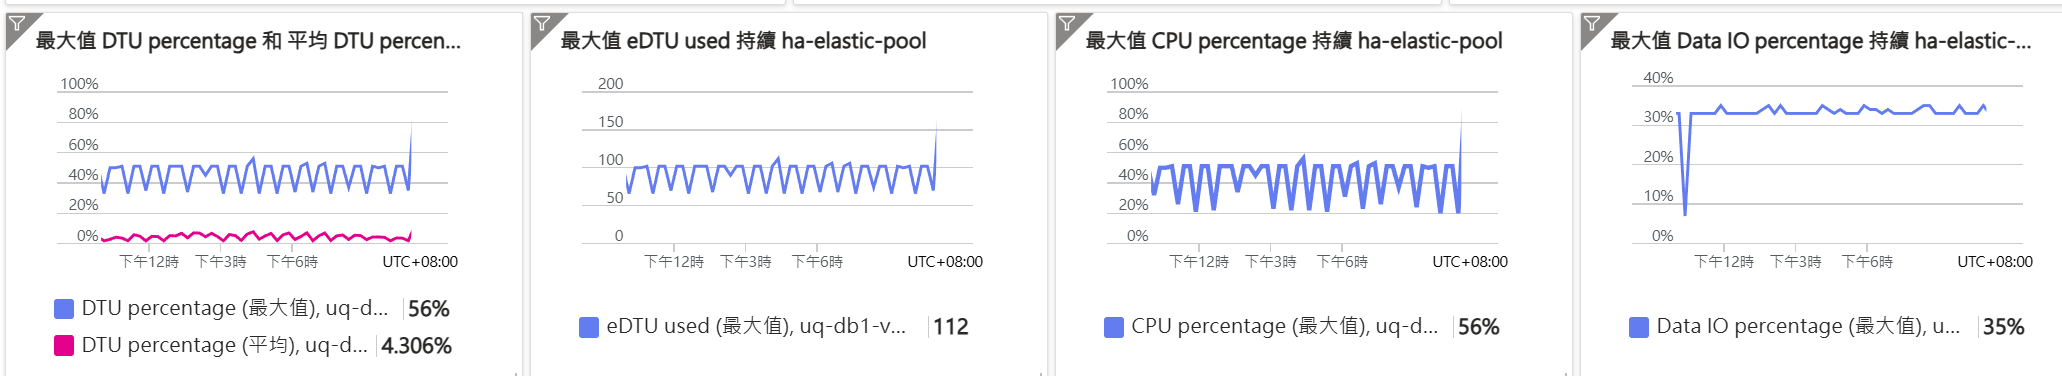 最大值 DTU percentage 和 平均 DTU percen...
100%
80%
60%
40%
20%
0%
下午12時 下午3時 下午6時 UTC+08:00
DTU percentage (最大值), uq-d... 56%
DTU percentage (平均), uq-d... 4.306%
最大值 eDTU used 持續 ha-elastic-pool
200
150
100
50
0
下午12時 下午3時 下午6時 UTC+08:00
eDTU used (最大值), uq-db1-v... 112
最大值 CPU percentage 持續 ha-elastic-pool
100%
80%
60%
40%
20%
0%
下午12時 下午3時 下午6時 UTC+08:00
CPU percentage (最大值), uq-d... 56%
最大值 Data IO percentage 持續 ha-elastic-...
40%
30%
20%
10%
0%
下午12時 下午3時 下午6時 UTC+08:00
Data IO percentage (最大值), u... 35%